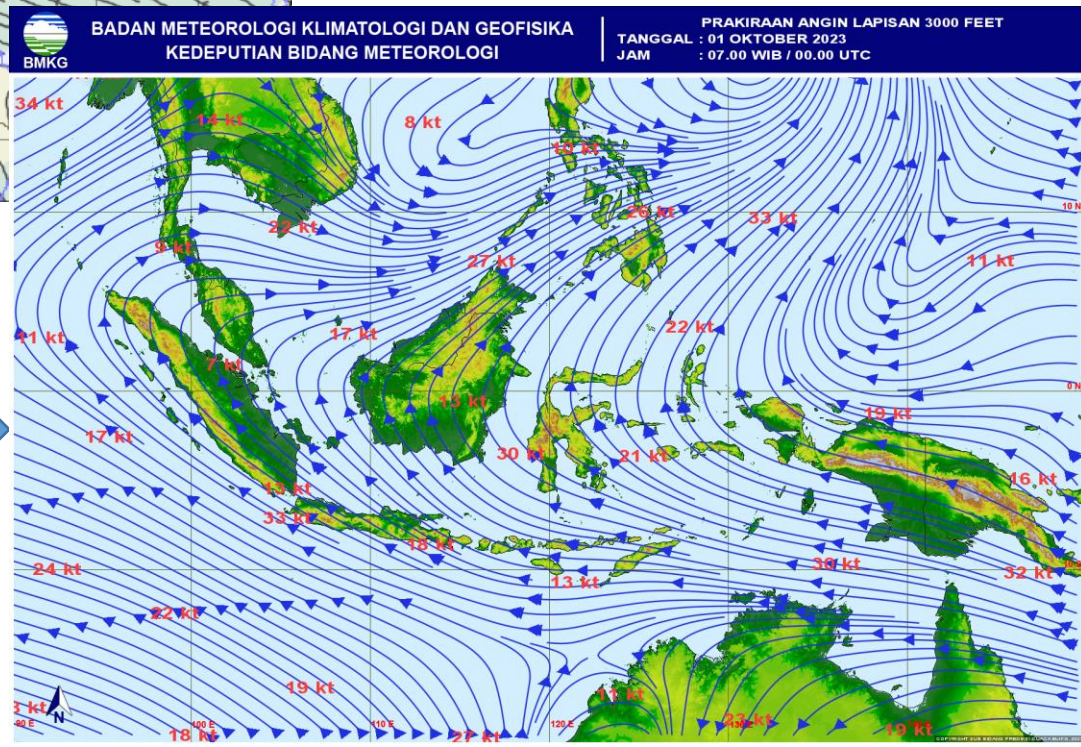 BMKG
BADAN METEOROLOGI KLIMATOLOGI DAN GEOFISIKA
KEDEPUTIAN BIDANG METEOROLOGI
PRAKIRAAN ANGIN LAPISAN 3000 FEET
TANGGAL : 01 OKTOBER 2023
JAM : 07.00 WIB / 00.00 UTC
34 kt
14 kt
8 kt
10 kt
10 N
22 kt
26 kt
33 kt
9 kt
27 kt
11 kt
11 kt
17 kt
22 kt
7 kt
0 N
13 kt
19 kt
17 kt
30 kt
21 kt
13 kt
16 kt
33 kt
18 kt
24 kt
13 kt
30 kt
32 kt
22 kt
19 kt
11 kt
23 kt
19 kt
N
90 E
100 E
110 E
120 E
130 E
18 kt
27 kt